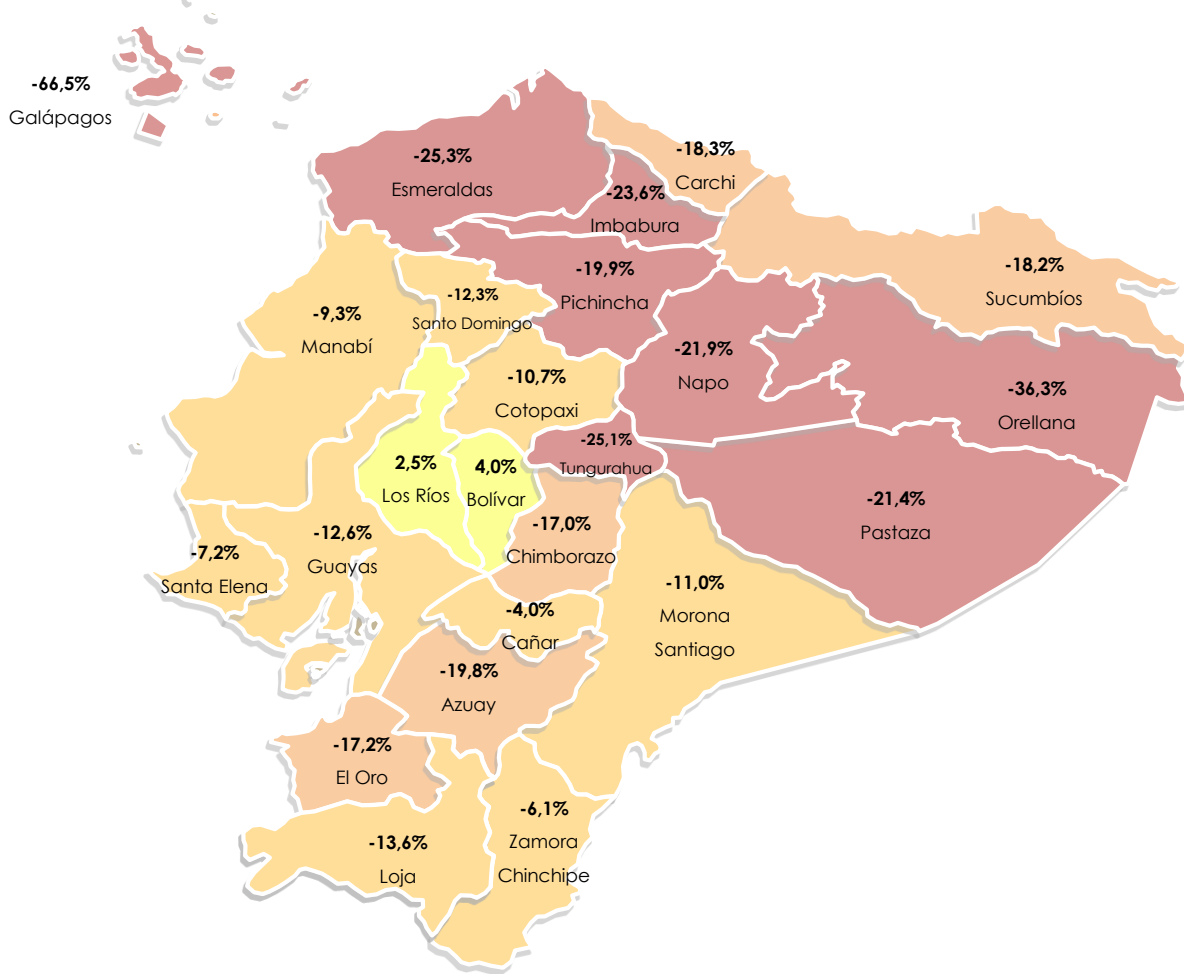 -66,5%
Galápagos
-25,3%
Esmeraldas
-18,3%
Carchi
-23,6%
Imbabura
-19,9%
Pichincha
-18,2%
Sucumbíos
-12,3%
Santo Domingo
-9,3%
Manabí
-21,9%
Napo
-10,7%
Cotopaxi
-36,3%
Orellana
-25,1%
Tungurahua
2,5%
Los Ríos
4,0%
Bolívar
-21,4%
Pastaza
-17,0%
Chimborazo
-12,6%
Guayas
-7,2%
Santa Elena
-11,0%
Morona
Santiago
-4,0%
Cañar
-19,8%
Azuay
-17,2%
El Oro
-6,1%
Zamora
Chinchipe
-13,6%
Loja